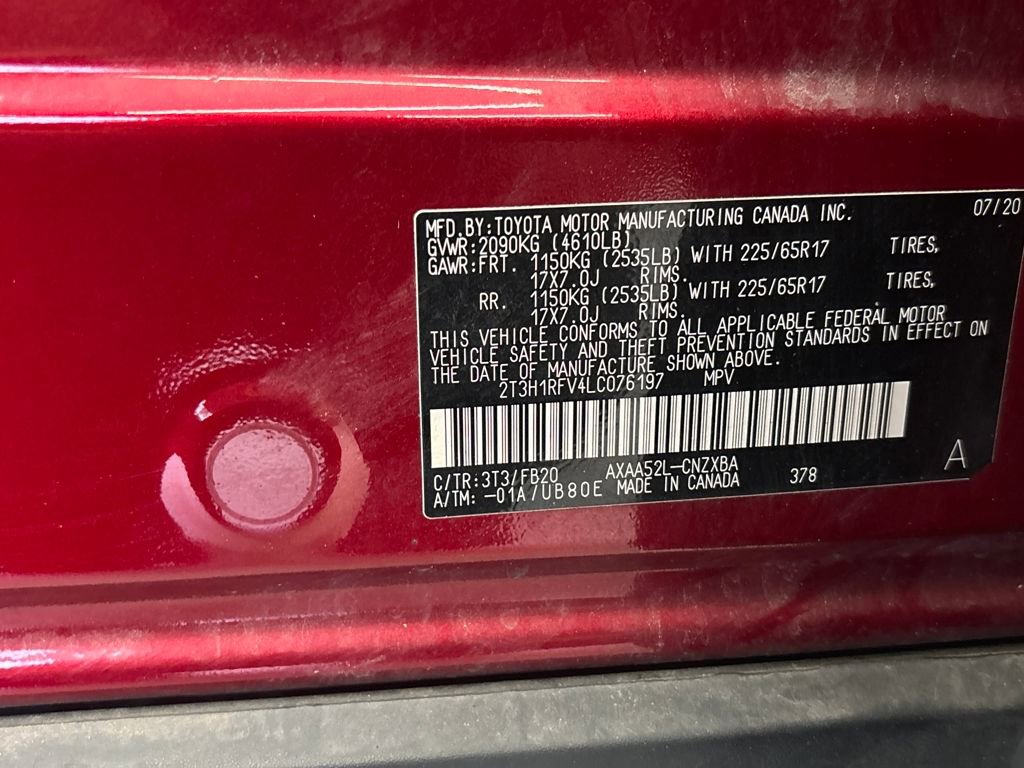 MFD.BY:TOYOTA MOTOR MANUFACTURING CANADA INC. 07/20
GVWR:2090KG (4610LB)
GAWR:FRT. 1150KG (2535LB) WITH 225/65R17 TIRES,
17X7.0J RIMS.
RR. 1150KG (2535LB) WITH 225/65R17 TIRES,
17X7.0J RIMS.
THIS VEHICLE CONFORMS TO ALL APPLICABLE FEDERAL MOTOR
VEHICLE SAFETY AND THEFT PREVENTION STANDARDS IN EFFECT ON
THE DATE OF MANUFACTURE SHOWN ABOVE.
2T3H1RFV4LC076197 MPV
C/TR:3T3/FB20 AXAA52L-CNZXBA
A/TM: -01A/UB80E MADE IN CANADA 378 A